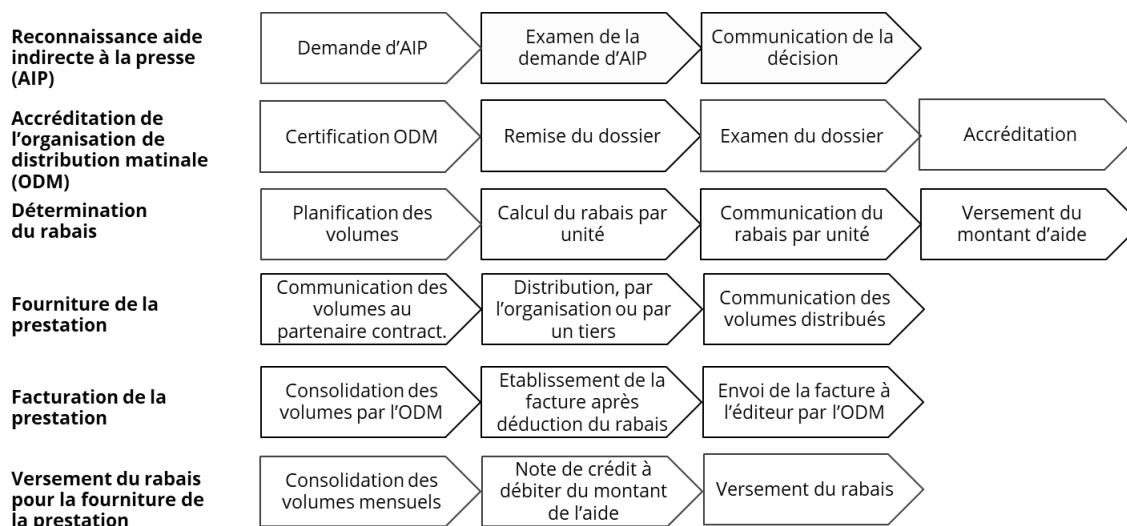 Reconnaissance aide
indirecte à la presse
(AIP)
Demande d’AIP
Examen de la
demande d’AIP
Communication de la
décision
Accréditation de
l’organisation de
distribution matinale
(ODM)
Certification ODM
Remise du dossier
Examen du dossier
Accréditation
Détermination
du rabais
Planification des
volumes
Calcul du rabais par
unité
Communication du
rabais par unité
Versement du
montant d’aide
Fourniture de la
prestation
Communication des
volumes au
partenaire contract.
Distribution, par
l’organisation ou par
un tiers
Communication des
volumes distribués
Facturation de la
prestation
Consolidation des
volumes par l’ODM
Etablissement de la
facture après
déduction du rabais
Envoi de la facture à
l’éditeur par l’ODM
Versement du rabais
pour la fourniture de
la prestation
Consolidation des
volumes mensuels
Note de crédit à
débiter du montant
de l’aide
Versement du rabais